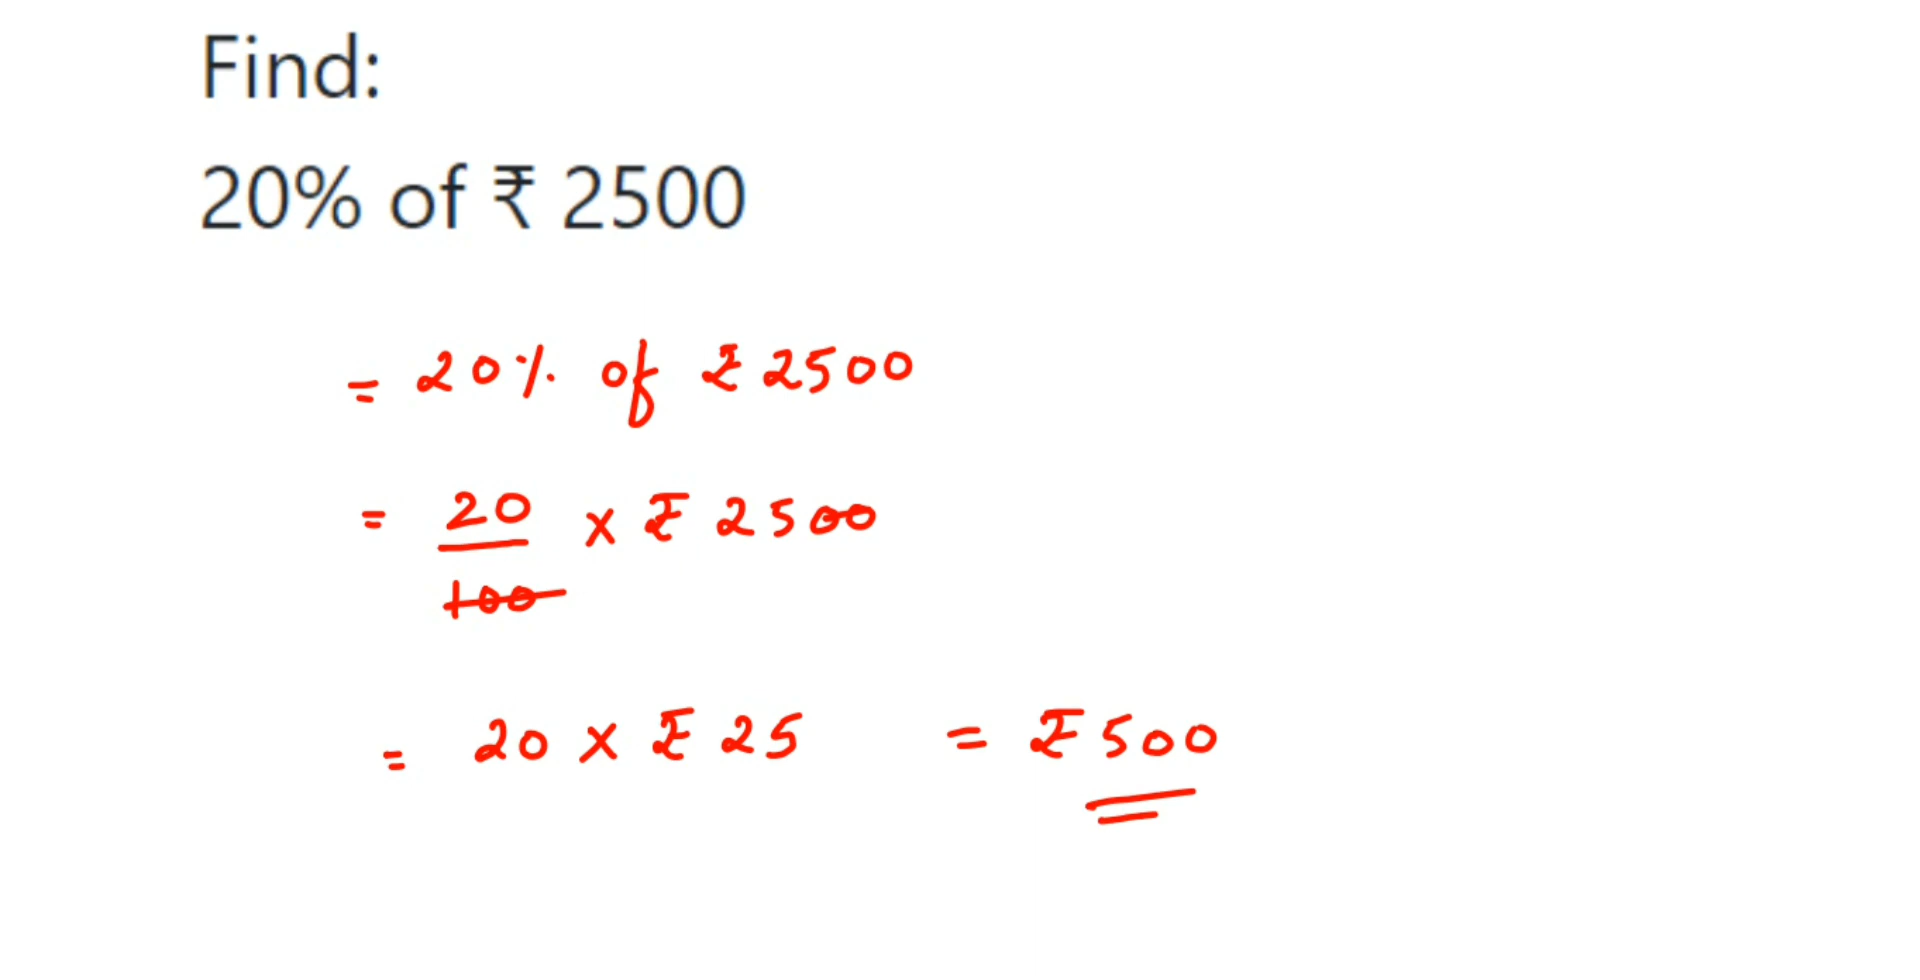 Find:
20% of ₹ 2500
= 20% of ₹ 2500
= 20/100 × ₹ 2500
= 20 × ₹ 25 = ₹ 500